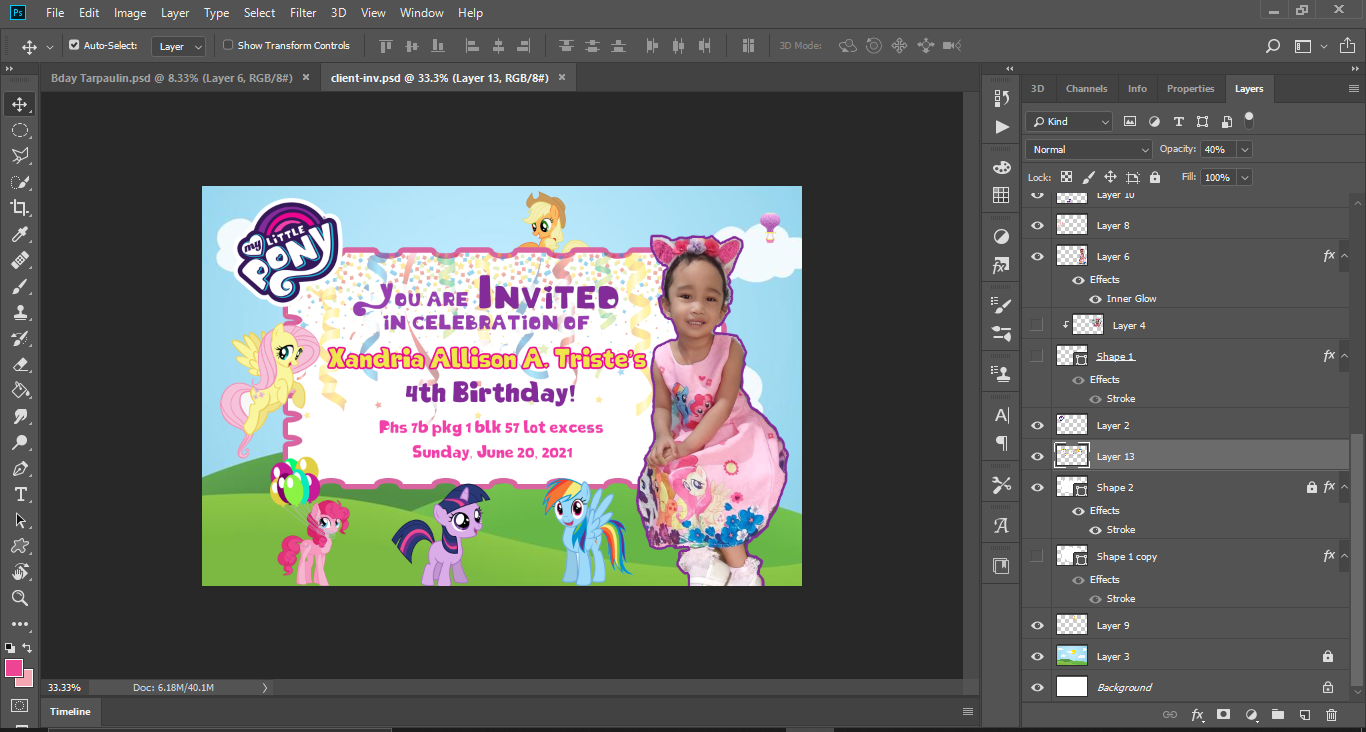 Ps File Edit Image Layer Type Select Filter 3D View Window Help
Auto-Select: Layer Show Transform Controls 3D Mode:
Bday Tarpaulin.psd @ 8.33% (Layer 6, RGB/8#) × client-inv.psd @ 33.3% (Layer 13, RGB/8#) ×
3D Channels Info Properties Layers
Kind
Normal Opacity: 40%
Lock: Fill: 100%
Layer 10
Layer 8
Layer 6 fx
Effects
Inner Glow
Layer 4
Shape 1 fx
Effects
Stroke
Layer 2
Layer 13
Shape 2 fx
Effects
Stroke
Shape 1 copy fx
Effects
Stroke
Layer 9
Layer 3
Background
fx
MY LITTLE
PONY
YOU ARE INViTED
iN CELEBRATiON OF
Xandria Allison A. Triste's
4th Birthday!
Phs 7b pkg 1 blk 57 lot excess
Sunday, June 20, 2021
33.33% Doc: 6.18M/40.1M
Timeline